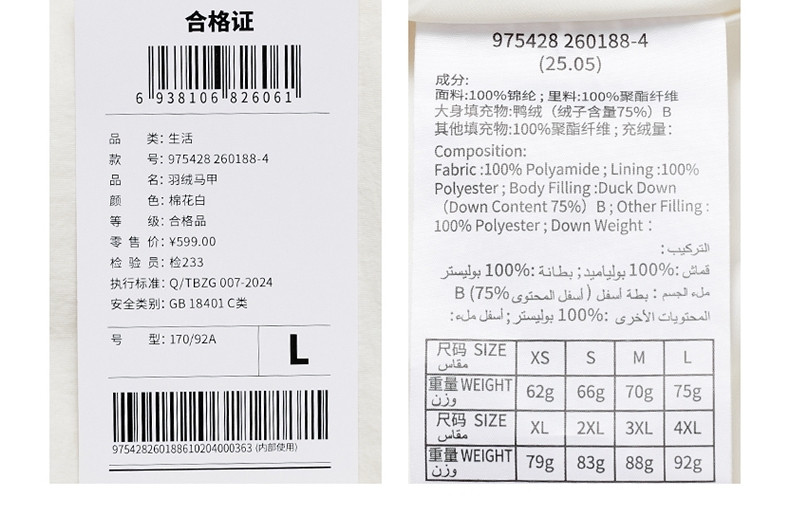 合格证
6 938106 826061
品 类: 生活
款 号: 975428 260188-4
品 名: 羽绒马甲
颜 色: 棉花白
等 级: 合格品
零 售 价: ¥599.00
检 验 员: 检233
执行标准: Q/TBZG 007-2024
安全类别: GB 18401 C类
号 型: 170/92A
L
975428260188610204000363 (内部使用)
975428 260188-4
(25.05)
成分:
面料:100%锦纶 ; 里料:100%聚酯纤维
大身填充物:鸭绒（绒子含量75%）B
其他填充物:100%聚酯纤维 ; 充绒量:
Composition:
Fabric :100% Polyamide ; Lining :100%
Polyester ; Body Filling :Duck Down
（Down Content 75%）B ; Other Filling :
100% Polyester ; Down Weight :
التركيب:
قماش :100% بولياميد; بطانة :100% بوليستر
ملء الجسم : بطة أسفل ( أسفل المحتوى 75%) B
المحتويات الأخرى :100% بوليستر; أسفل ملء:
尺码 SIZE مقاس XS S M L
重量 WEIGHT وزن 62g 66g 70g 75g
尺码 SIZE مقاس XL 2XL 3XL 4XL
重量 WEIGHT وزن 79g 83g 88g 92g